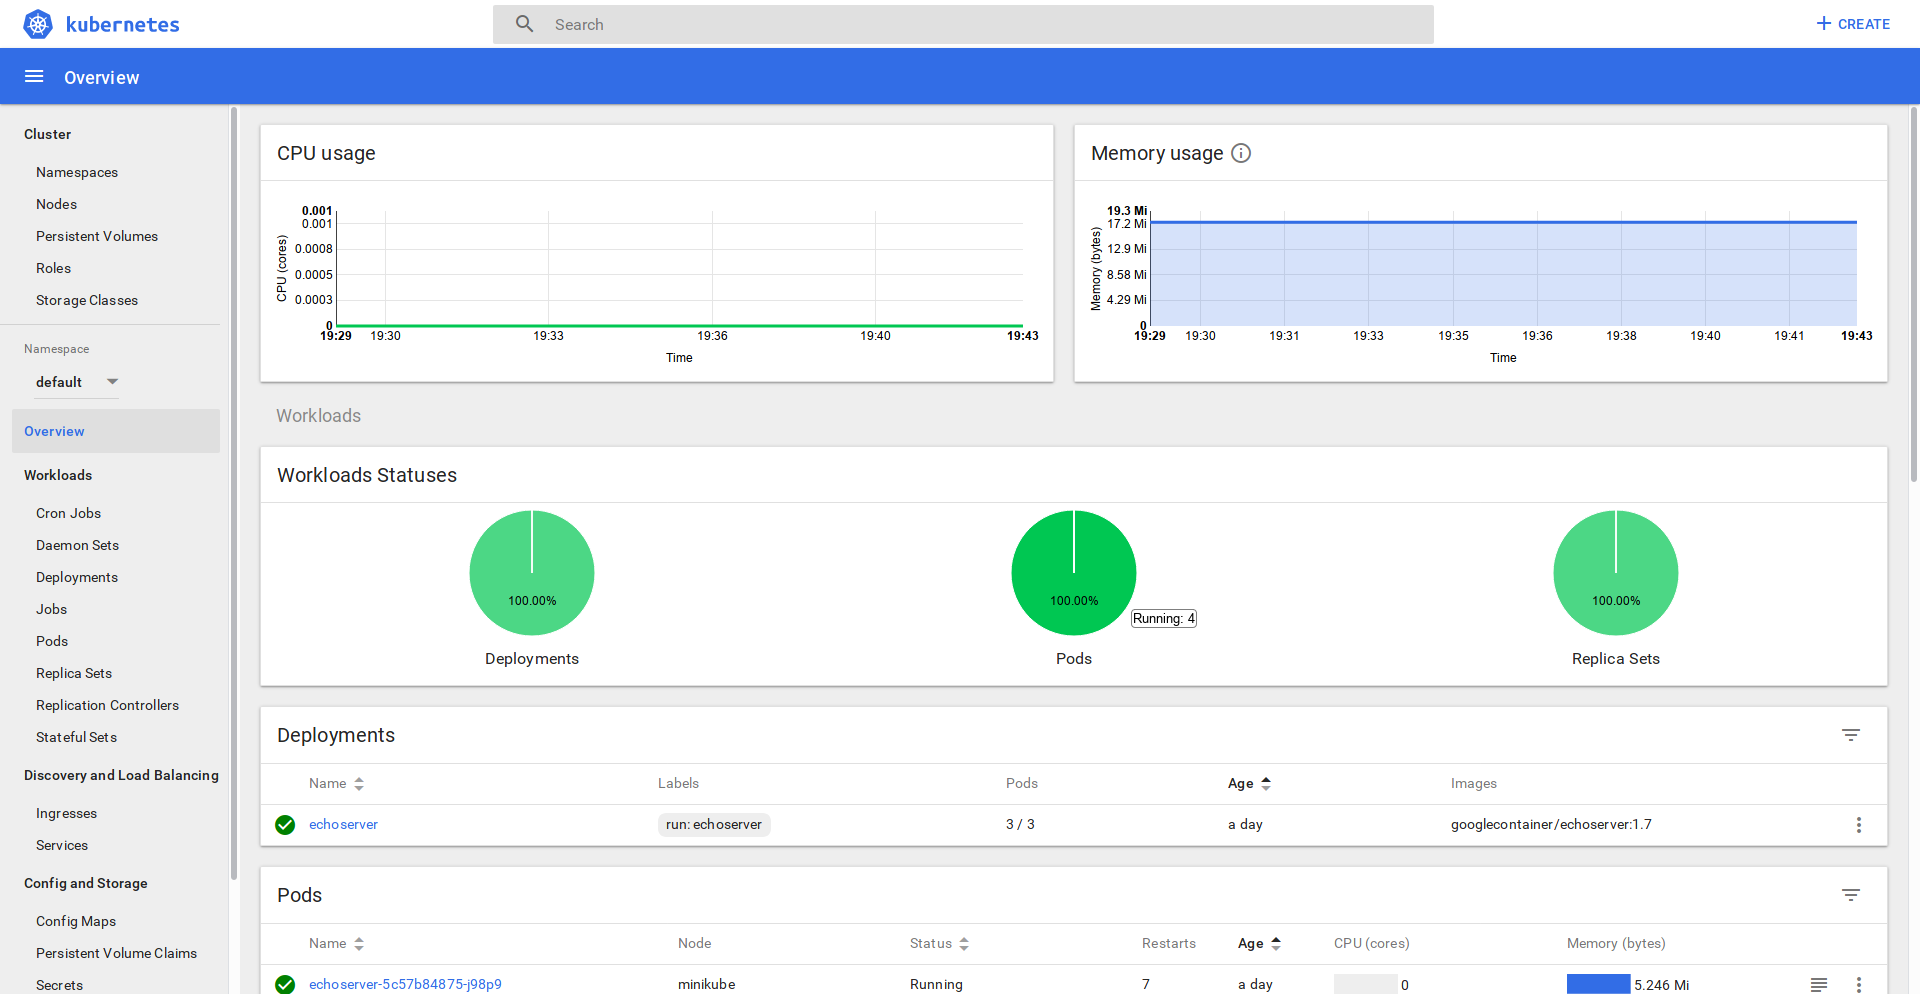 kubernetes
Search
CREATE
Overview
Cluster
Namespaces
Nodes
Persistent Volumes
Roles
Storage Classes
Namespace
default
Overview
Workloads
Cron Jobs
Daemon Sets
Deployments
Jobs
Pods
Replica Sets
Replication Controllers
Stateful Sets
Discovery and Load Balancing
Ingresses
Services
Config and Storage
Config Maps
Persistent Volume Claims
Secrets
CPU usage
CPU (cores)
0.001
0.001
0.0008
0.0005
0.0003
0
19:29 19:30 19:33 19:36 19:40 19:43
Time
Memory usage
Memory (bytes)
19.3 Mi
17.2 Mi
12.9 Mi
8.58 Mi
4.29 Mi
0
19:29 19:30 19:31 19:33 19:35 19:36 19:38 19:40 19:41 19:43
Time
Workloads
Workloads Statuses
100.00% 100.00% 100.00%
Running: 4
Deployments Pods Replica Sets
Deployments
Name Labels Pods Age Images
echoserver run: echoserver 3 / 3 a day googlecontainer/echoserver:1.7
Pods
Name Node Status Restarts Age CPU (cores) Memory (bytes)
echoserver-5c57b84875-j98p9 minikube Running 7 a day 0 5.246 Mi